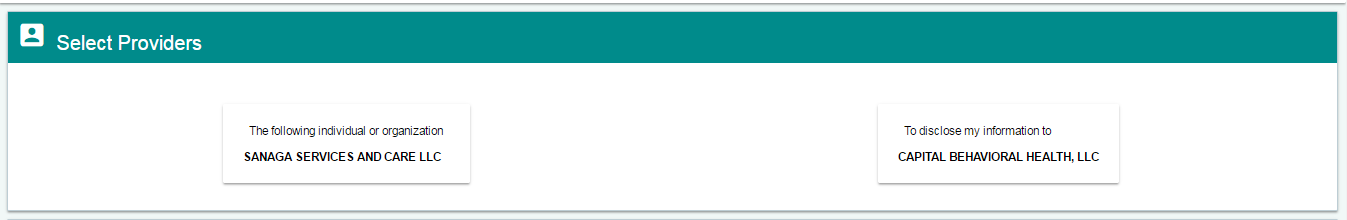 Select Providers
The following individual or organization
SANAGA SERVICES AND CARE LLC
To disclose my information to
CAPITAL BEHAVIORAL HEALTH, LLC